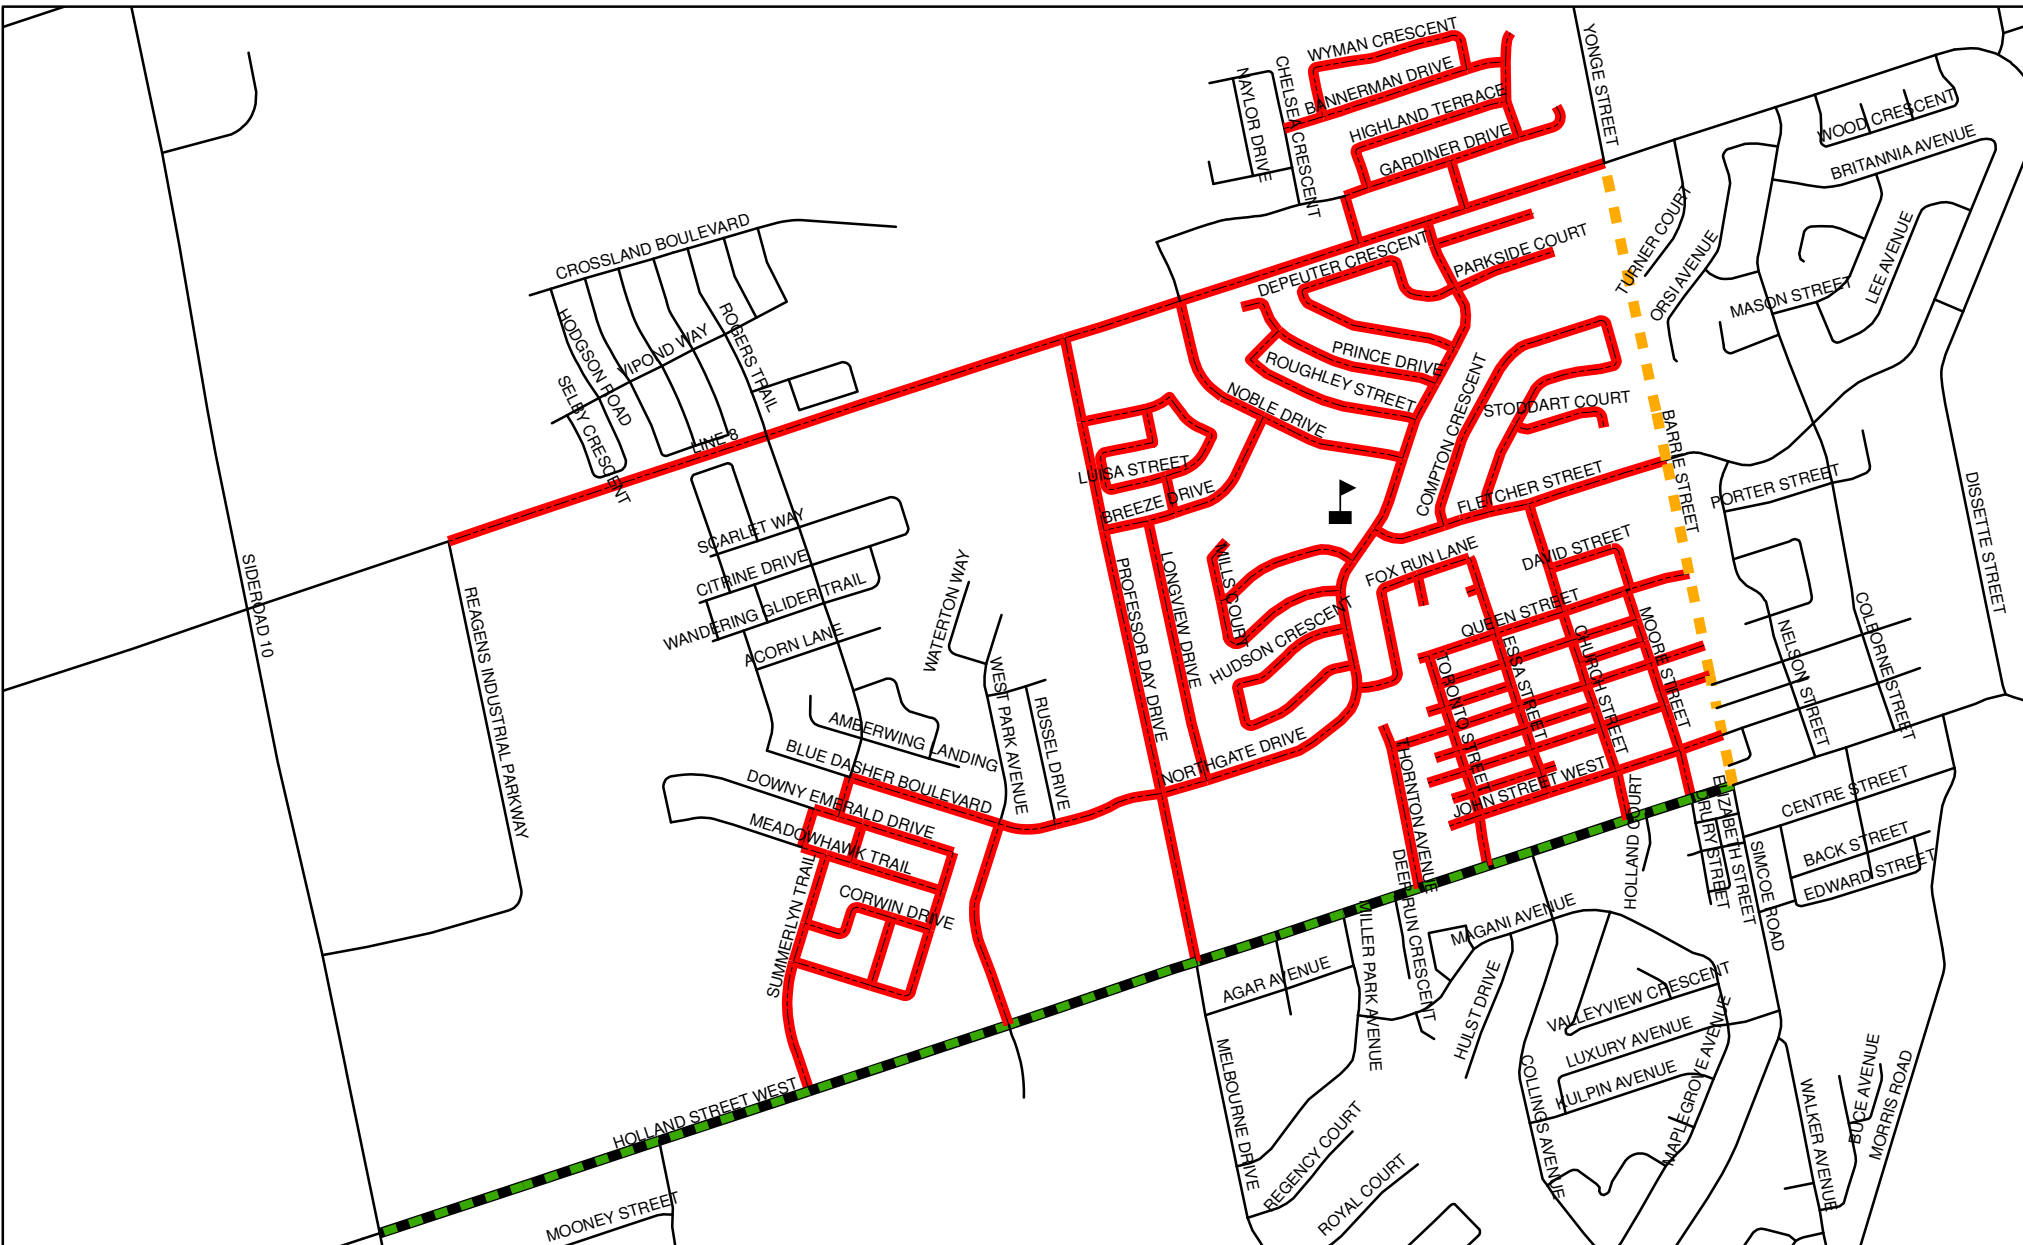 WYMAN CRESCENT
BANNERMAN DRIVE
HIGHLAND TERRACE
GARDINER DRIVE
NAYLOR DRIVE
CHELSEA CRESCENT
YONGE STREET
WOOD CRESCENT
BRITANNIA AVENUE
TURNER COURT
ORSI AVENUE
LEE AVENUE
MASON STREET
CROSSLAND BOULEVARD
HODGSON ROAD
VIPOND WAY
ROGERS TRAIL
SELBY CRESCENT
LINE 8
DEPEUTER CRESCENT
PARKSIDE COURT
PRINCE DRIVE
ROUGHLEY STREET
NOBLE DRIVE
COMPTON CRESCENT
STODDART COURT
BARRIE STREET
LUISA STREET
BREEZE DRIVE
FLETCHER STREET
PORTER STREET
DISSETTE STREET
SIDEROAD 10
REAGENS INDUSTRIAL PARKWAY
SCARLET WAY
CITRINE DRIVE
WANDERING GLIDER TRAIL
ACORN LANE
WATERTON WAY
WEST PARK AVENUE
RUSSEL DRIVE
AMBERWING LANDING
BLUE DASHER BOULEVARD
DOWNY EMERALD DRIVE
MEADOWHAWK TRAIL
CORWIN DRIVE
SUMMERLYN TRAIL
PROFESSOR DAY DRIVE
LONGVIEW DRIVE
MILLS COURT
HUDSON CRESCENT
NORTHGATE DRIVE
FOX RUN LANE
DAVID STREET
QUEEN STREET
TORONTO STREET
ESSA STREET
CHURCH STREET
MOORE STREET
NELSON STREET
COLBORNE STREET
THORNTON AVENUE
JOHN STREET WEST
HOLLAND COURT
DRURY STREET
ELIZABETH STREET
SIMCOE ROAD
CENTRE STREET
BACK STREET
EDWARD STREET
DEER RUN CRESCENT
MILLER PARK AVENUE
MAGANI AVENUE
AGAR AVENUE
HULST DRIVE
VALLEYVIEW CRESCENT
LUXURY AVENUE
KULPIN AVENUE
MAPLEGROVE AVENUE
COLLINGS AVENUE
MELBOURNE DRIVE
REGENCY COURT
ROYAL COURT
WALKER AVENUE
MORRIS ROAD
HOLLAND STREET WEST
MOONEY STREET